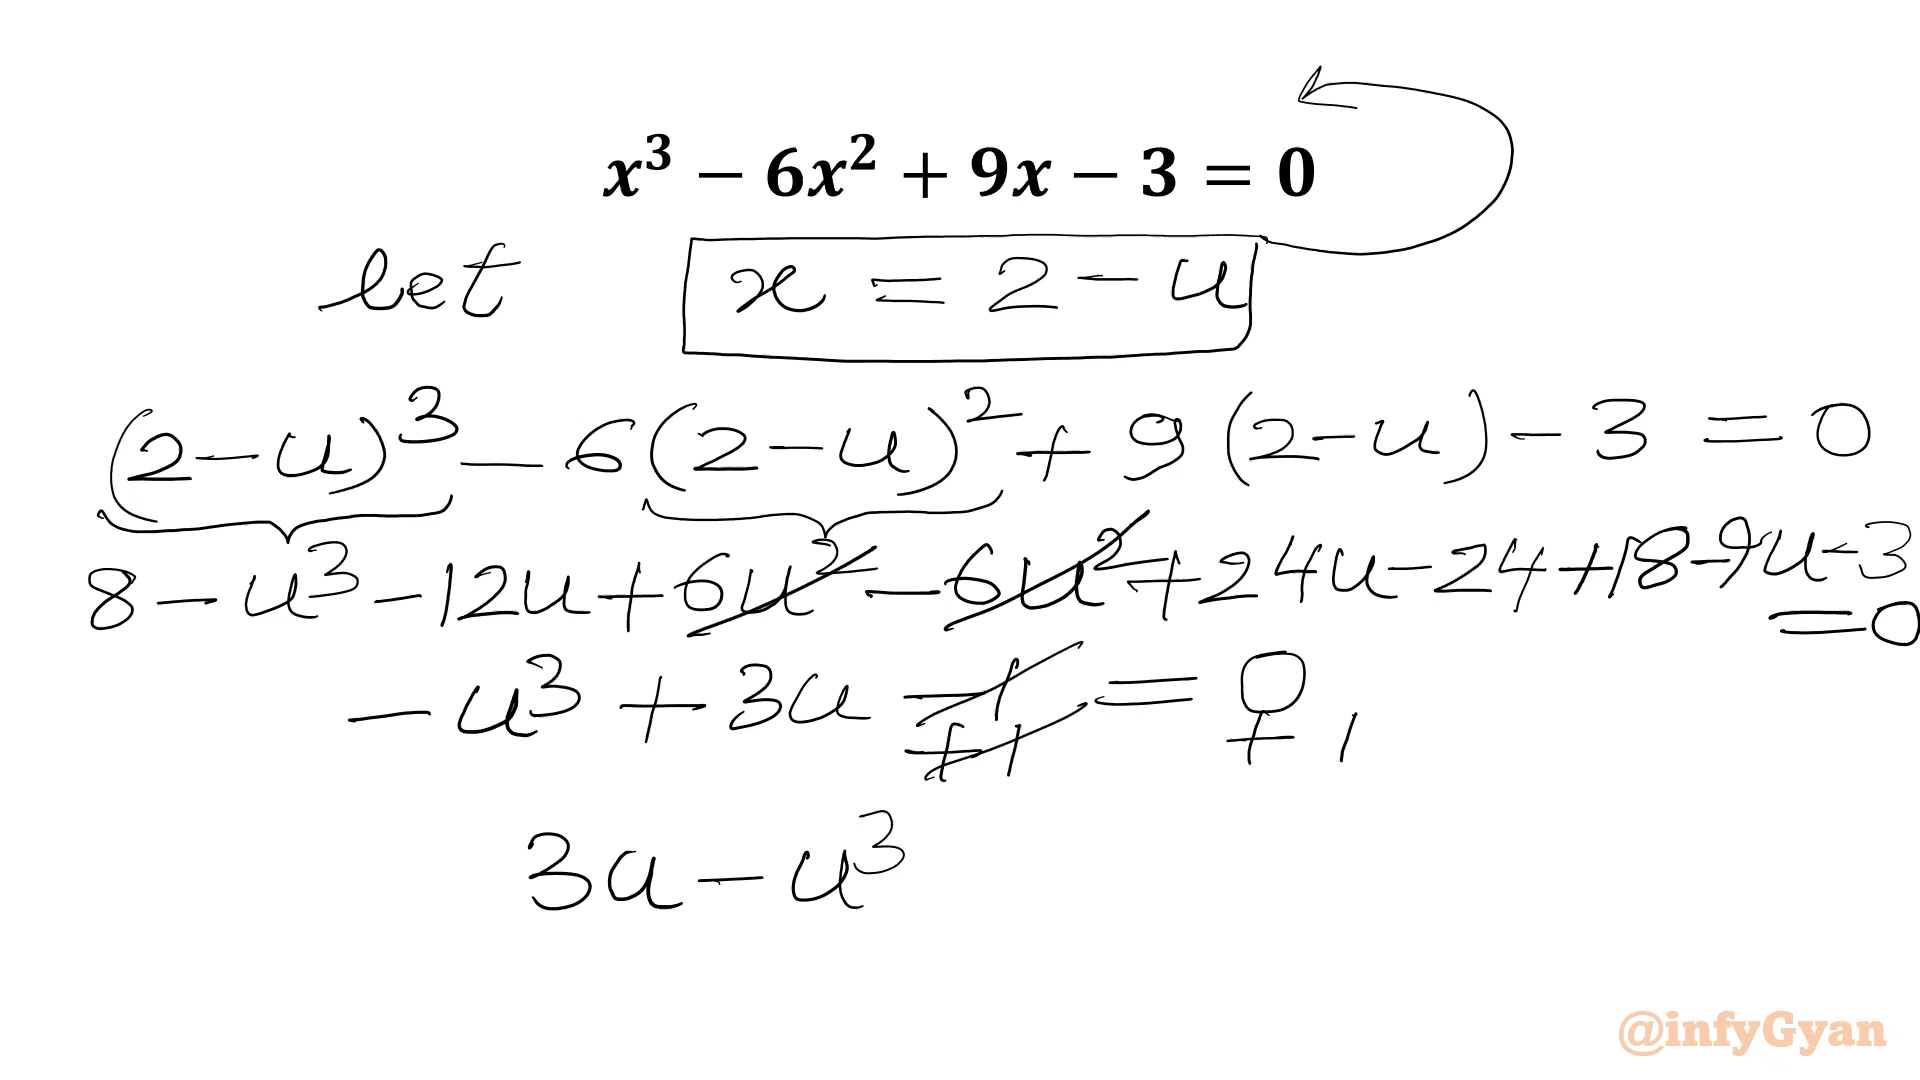 x³ − 6x² + 9x − 3 = 0
let x = 2 − u
(2−u)³ − 6(2−u)² + 9(2−u) − 3 = 0
8 − u³ − 12u + 6u² − 6u² + 24u − 24 + 18 − 9u − 3
= 0
− u³ + 3u − 1 = 0
+ 1 + 1
3u − u³
@infyGyan